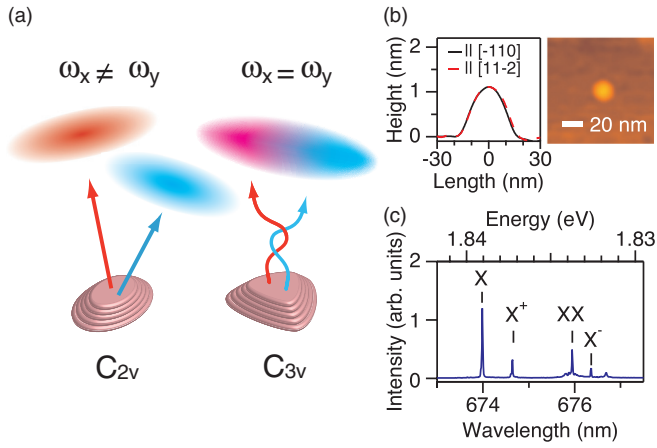 (a)
ωx ≠ ωy
ωx = ωy
C2v
C3v
(b)
Height (nm)
2
1
0
|| [-110]
|| [11-2]
-30
0
30
Length (nm)
20 nm
(c)
Energy (eV)
1.84
1.83
Intensity (arb. units)
2
1
0
X
X+
XX
X-
674
676
Wavelength (nm)